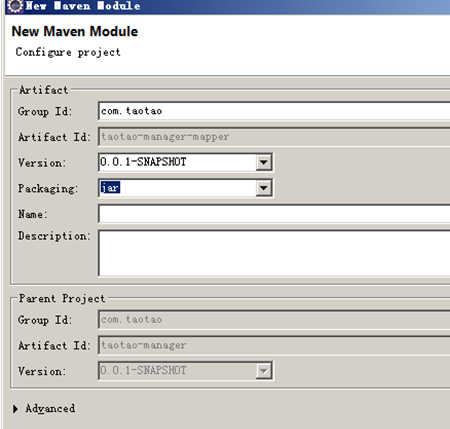 New Maven Module
New Maven Module
Configure project
Artifact
Group Id: com.taotao
Artifact Id: taotao-manager-mapper
Version: 0.0.1-SNAPSHOT
Packaging: jar
Name:
Description:
Parent Project
Group Id: com.taotao
Artifact Id: taotao-manager
Version: 0.0.1-SNAPSHOT
Advanced